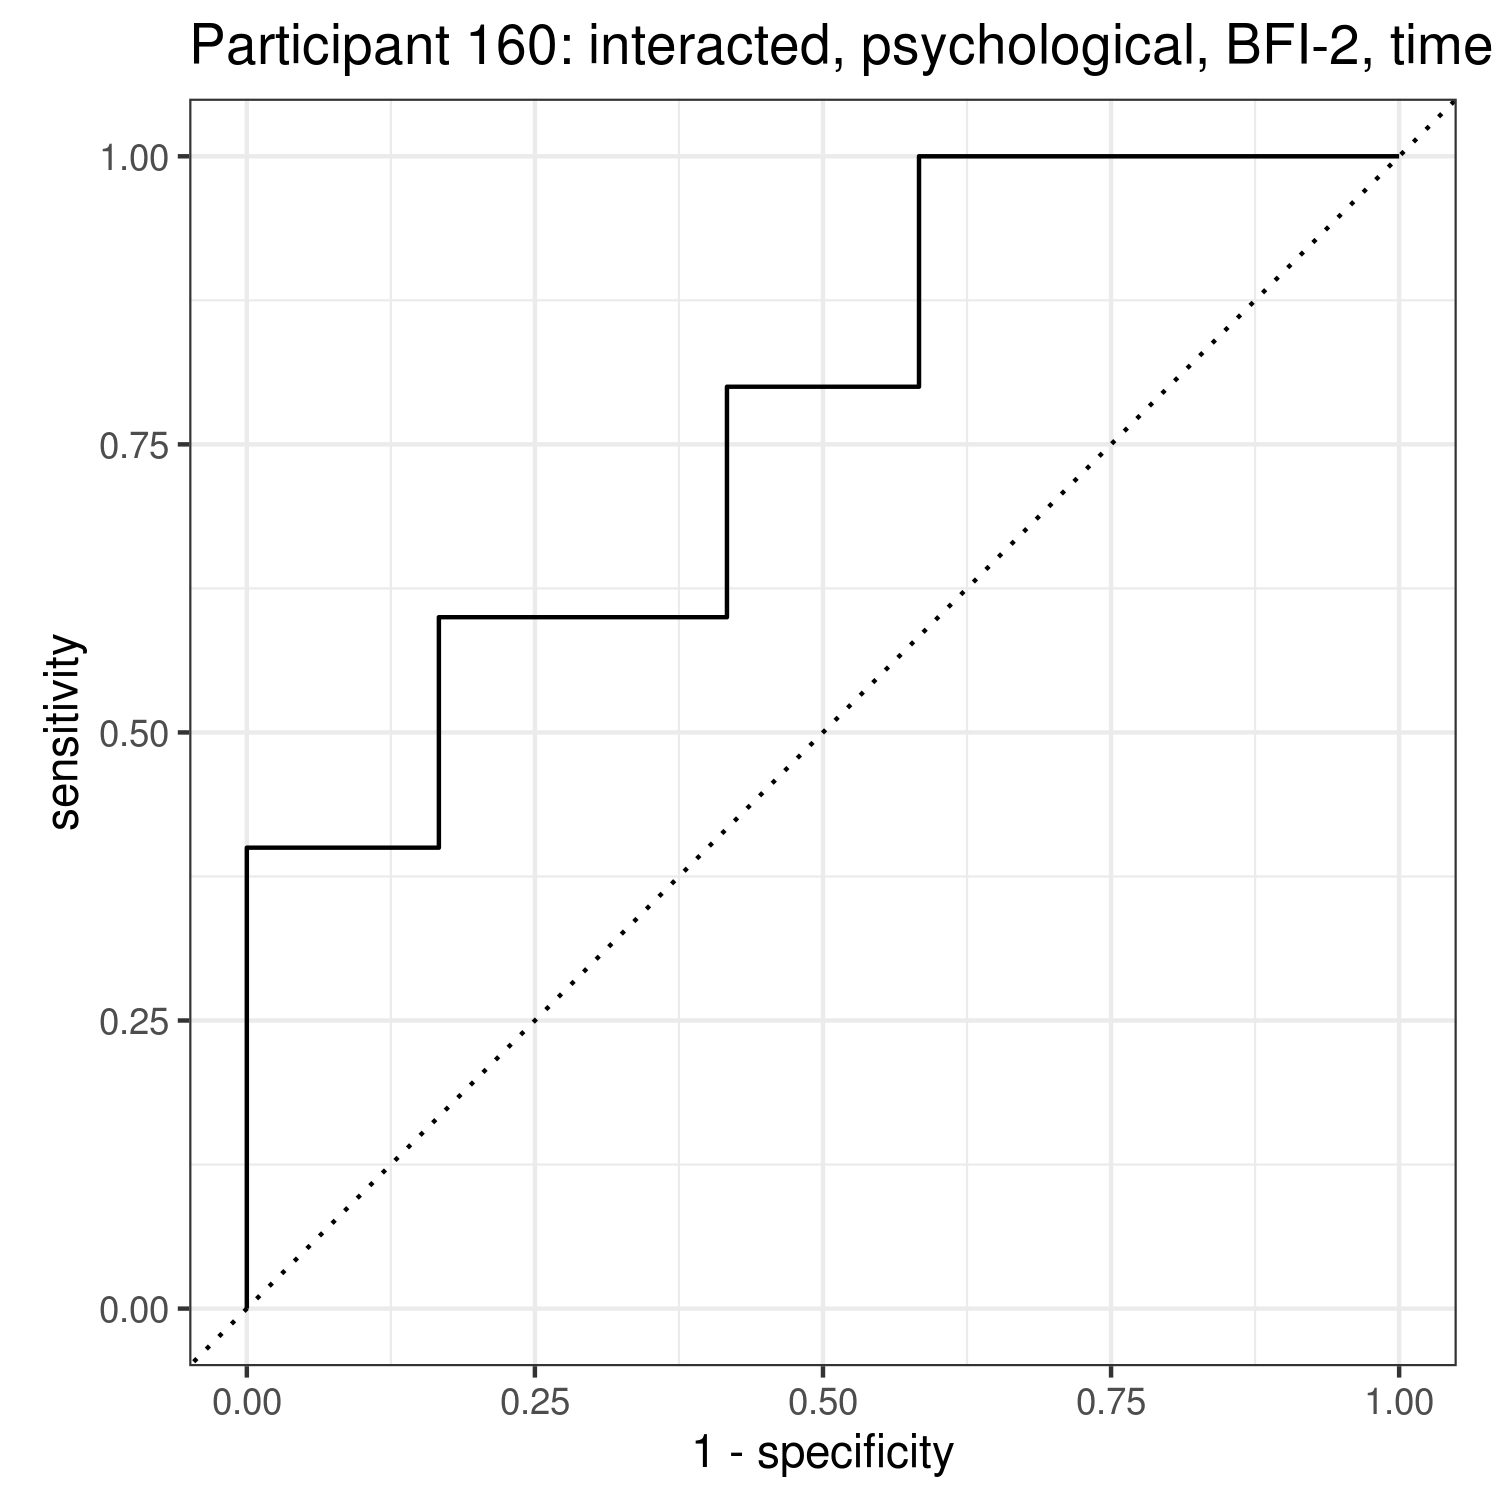 Participant 160: interacted, psychological, BFI-2, time
1.00
0.75
0.50
0.25
0.00
sensitivity
0.00 0.25 0.50 0.75 1.00
1 - specificity